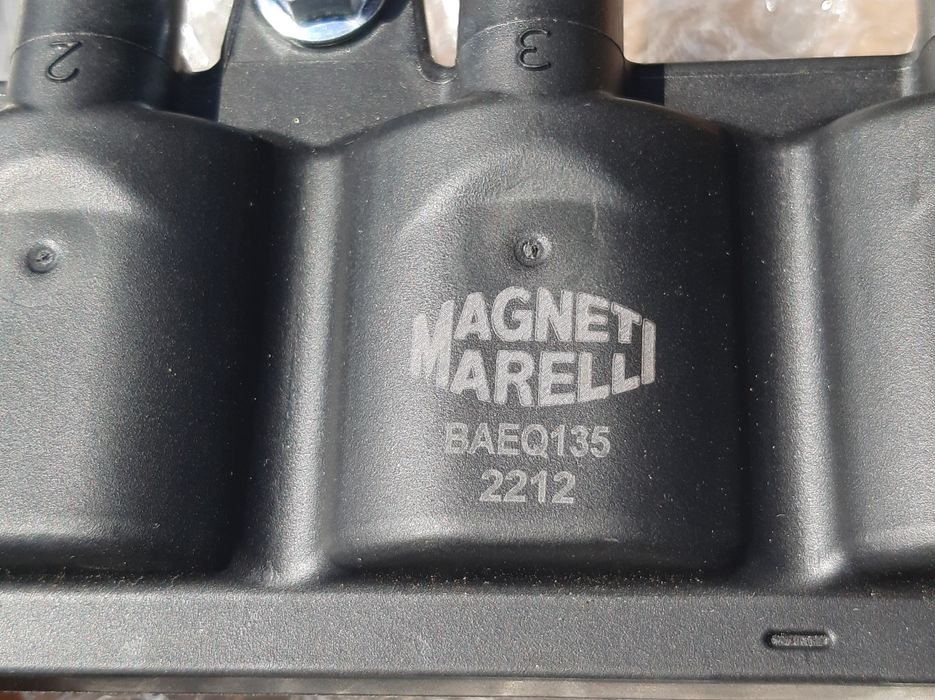 2
3
MAGNETI
MARELLI
BAEQ135
2212